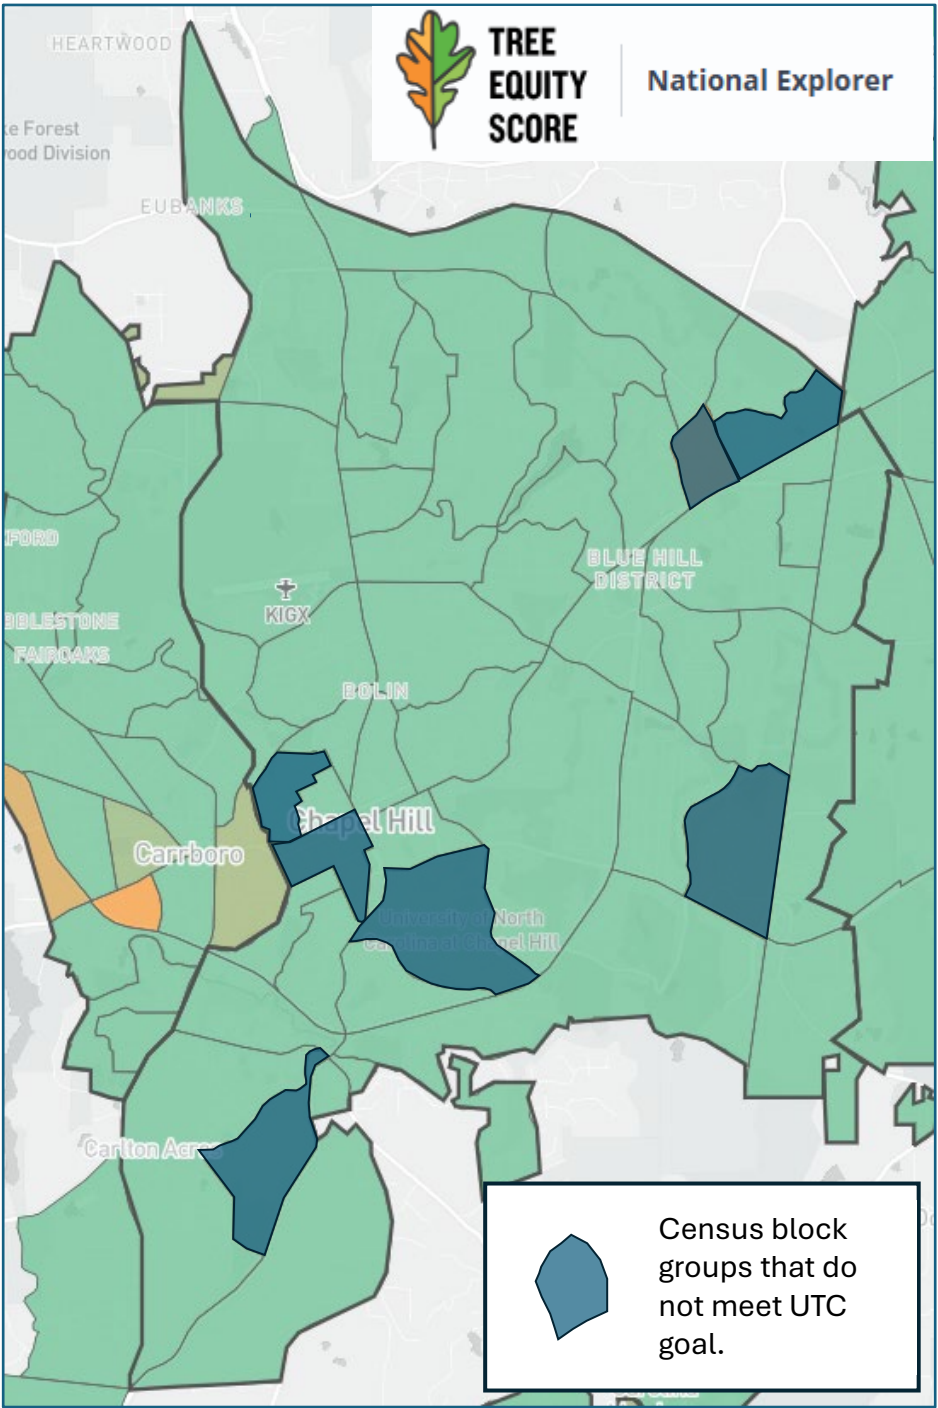 HEARTWOOD
TREE
EQUITY
SCORE
National Explorer
ke Forest
ood Division
EUBANKS
FORD
BLUE HILL
DISTRICT
KIGX
BBLESTONE
FAIROAKS
BOLIN
Chapel Hill
Carrboro
University of North
Carolina at Chapel Hill
Carlton Acres
Census block
groups that do
not meet UTC
goal.